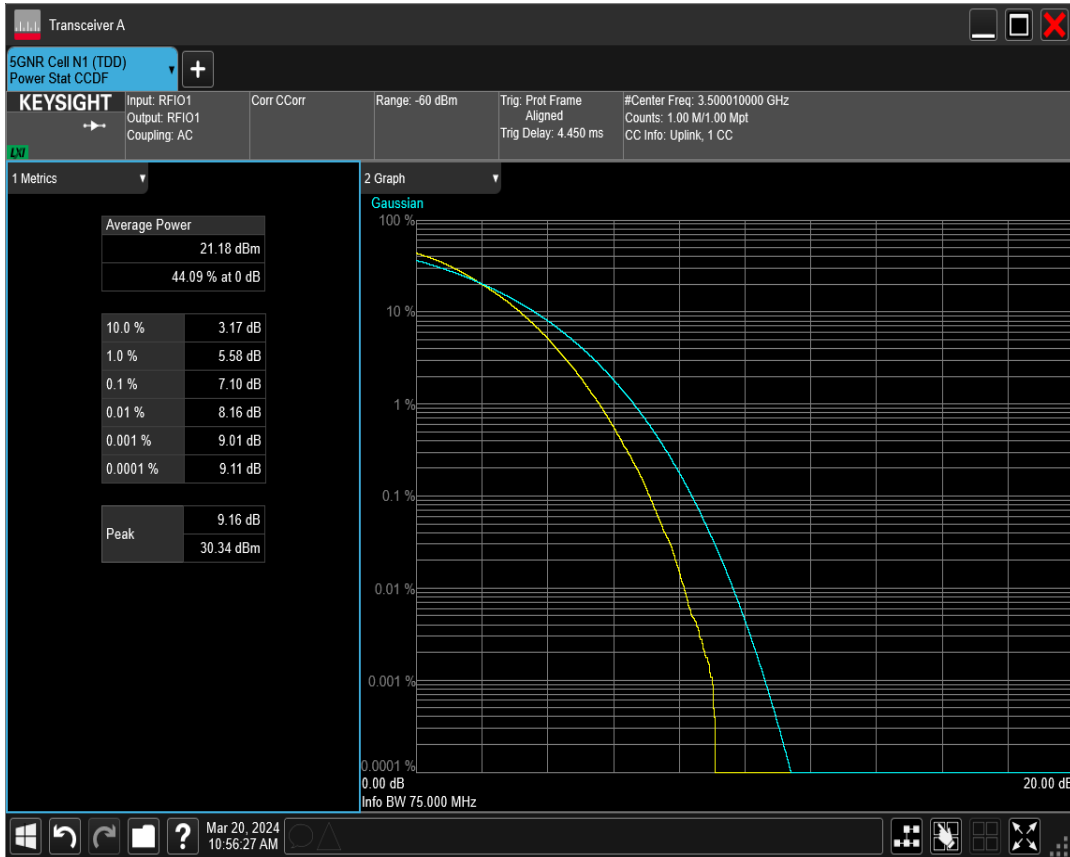 Transceiver A
5GNR Cell N1 (TDD)
Power Stat CCDF
+
KEYSIGHT
LXI
Input: RFIO1
Output: RFIO1
Coupling: AC
Corr CCorr
Range: -60 dBm
Trig: Prot Frame
Aligned
Trig Delay: 4.450 ms
#Center Freq: 3.500010000 GHz
Counts: 1.00 M/1.00 Mpt
CC Info: Uplink, 1 CC
1 Metrics
Average Power
21.18 dBm
44.09 % at 0 dB
10.0 % 3.17 dB
1.0 % 5.58 dB
0.1 % 7.10 dB
0.01 % 8.16 dB
0.001 % 9.01 dB
0.0001 % 9.11 dB
Peak
9.16 dB
30.34 dBm
2 Graph
Gaussian
100 %
10 %
1 %
0.1 %
0.01 %
0.001 %
0.0001 %
0.00 dB 20.00 dB
Info BW 75.000 MHz
?
Mar 20, 2024
10:56:27 AM